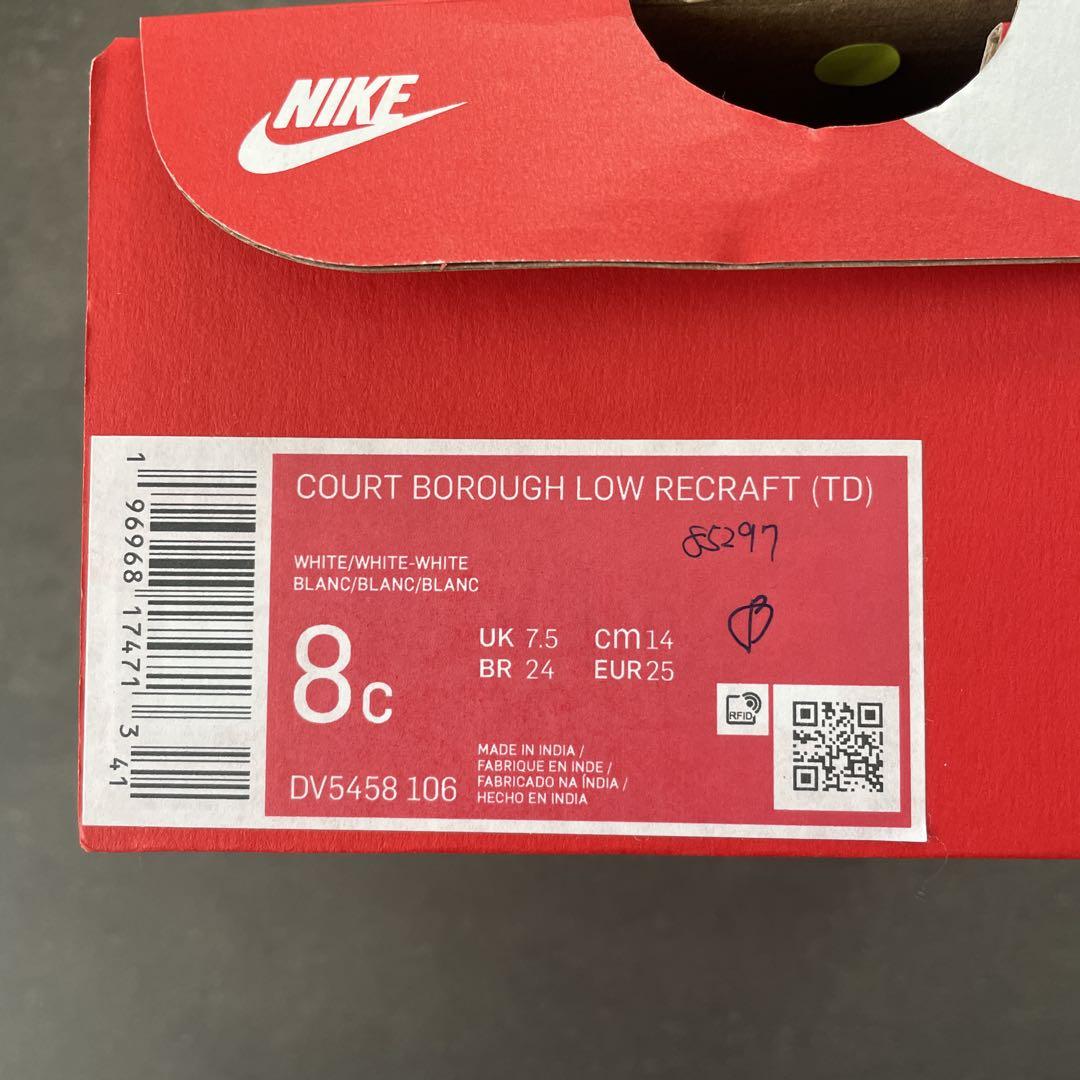 NIKE
COURT BOROUGH LOW RECRAFT (TD)
85297
WHITE/WHITE-WHITE
BLANC/BLANC/BLANC
8C
UK 7.5 cm 14
BR 24 EUR 25
RFID
DV5458 106
MADE IN INDIA /
FABRIQUE EN INDE /
FABRICADO NA ÍNDIA /
HECHO EN INDIA
1 96968 17471 3 41